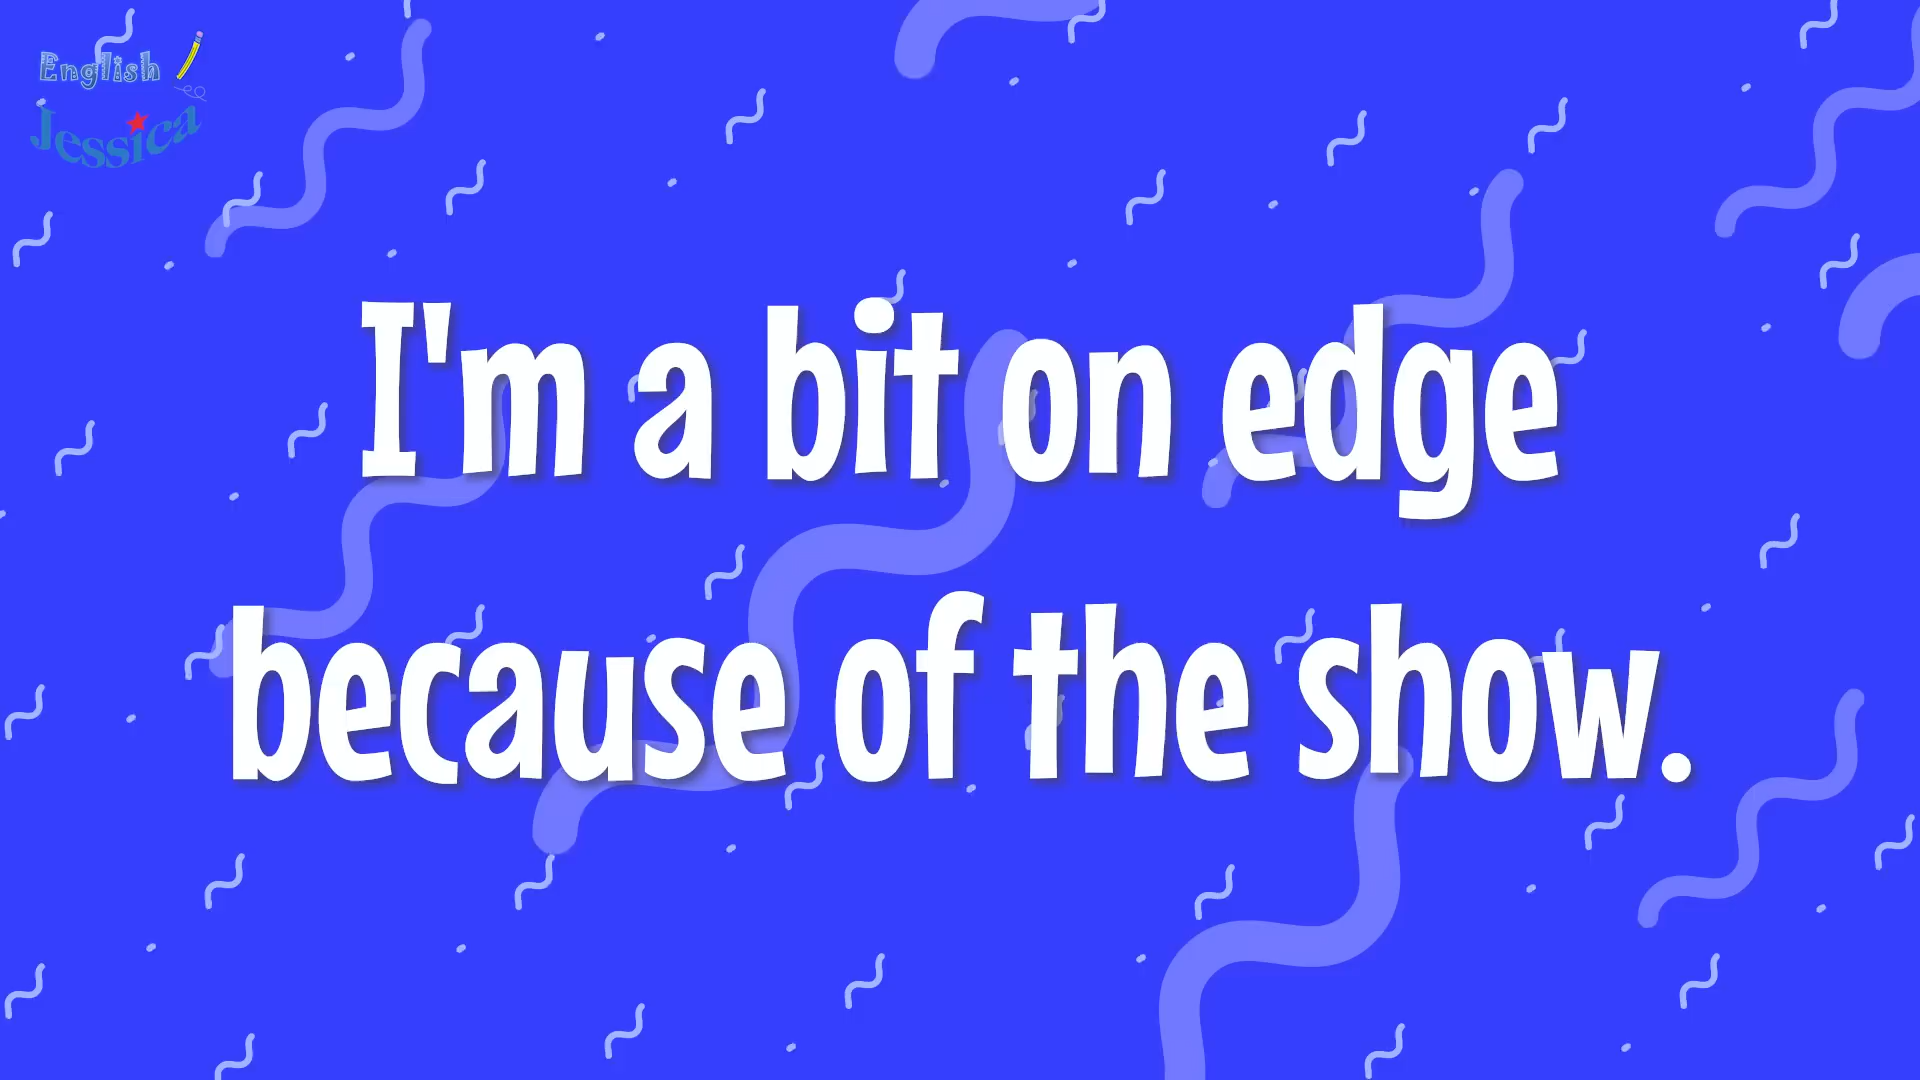 English
Jessica
I'm a bit on edge
because of the show.